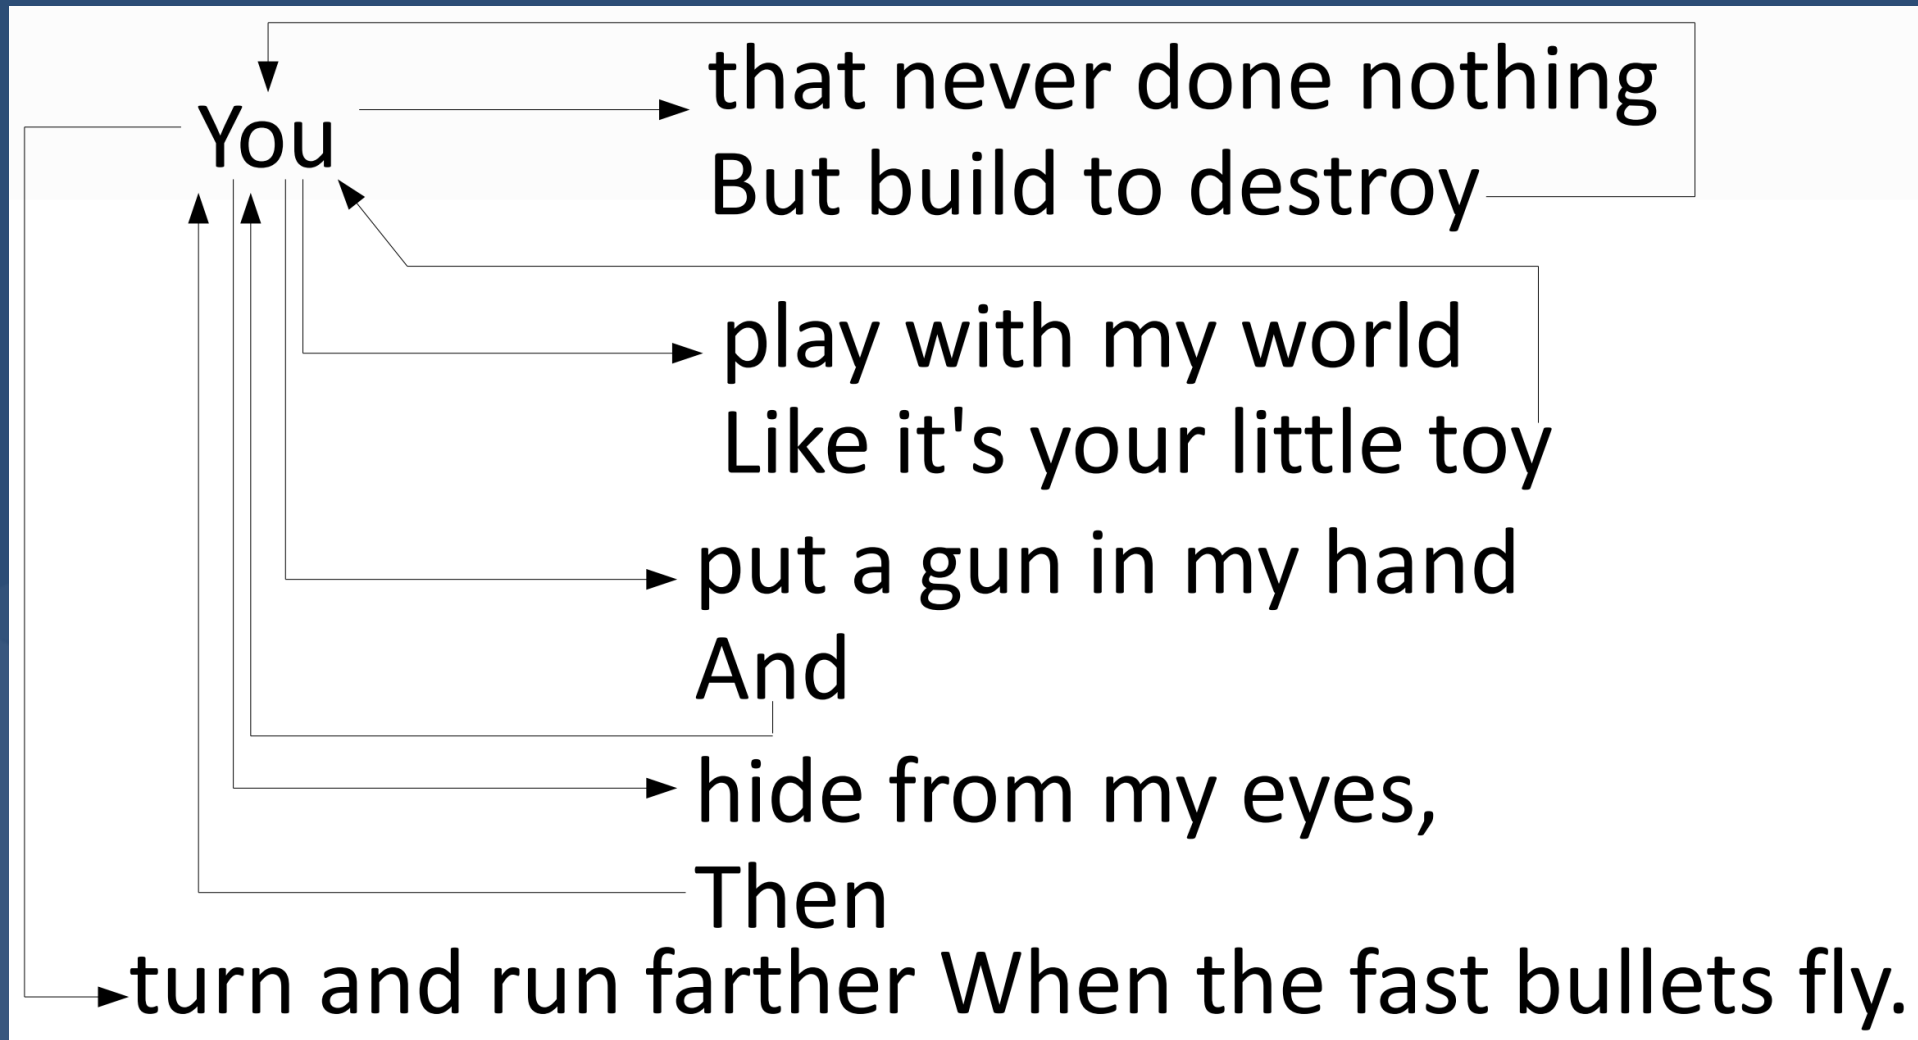 You
that never done nothing
But build to destroy
play with my world
Like it's your little toy
put a gun in my hand
And
hide from my eyes,
Then
turn and run farther When the fast bullets fly.